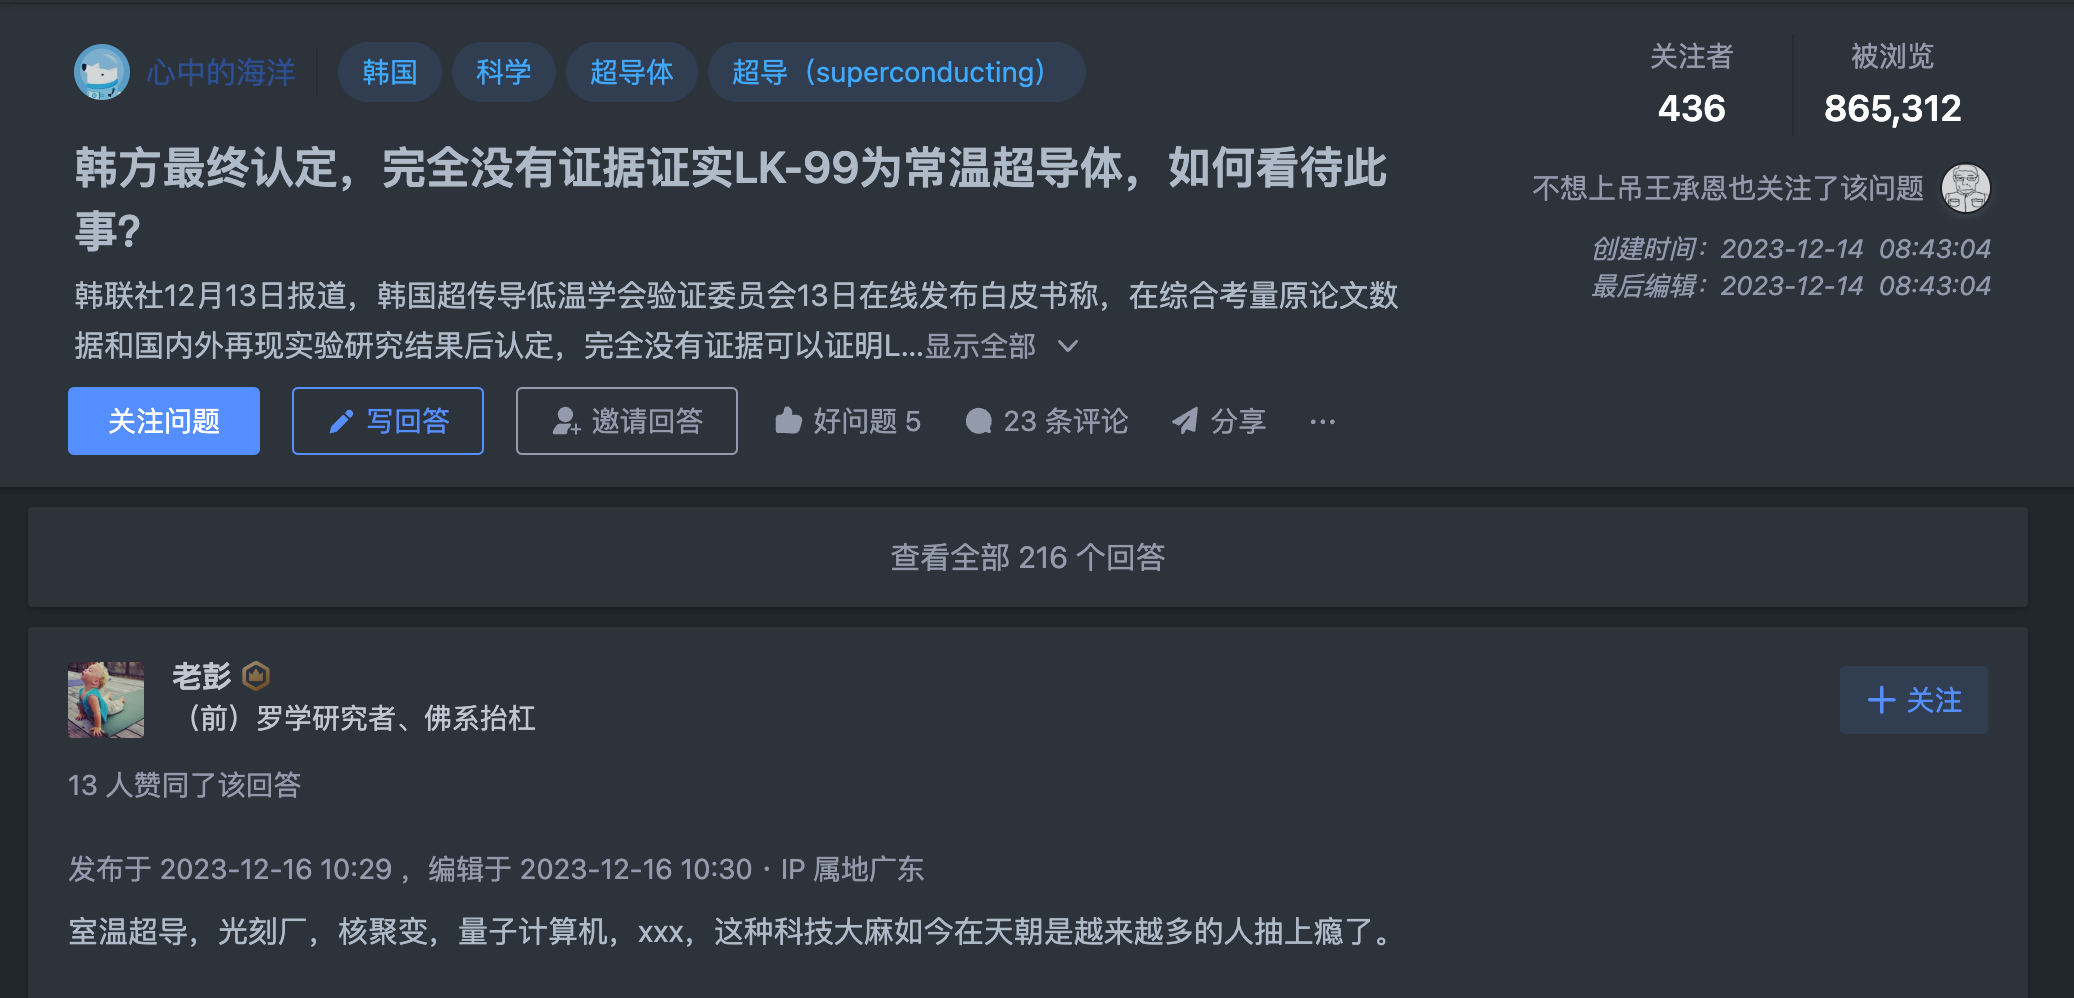 心中的海洋
韩国
科学
超导体
超导（superconducting）
关注者
436
被浏览
865,312
韩方最终认定，完全没有证据证实LK-99为常温超导体，如何看待此
事？
不想上吊王承恩也关注了该问题
创建时间：2023-12-14 08:43:04
最后编辑：2023-12-14 08:43:04
韩联社12月13日报道，韩国超传导低温学会验证委员会13日在线发布白皮书称，在综合考量原论文数
据和国内外再现实验研究结果后认定，完全没有证据可以证明L...显示全部
关注问题
写回答
邀请回答
好问题 5
23 条评论
分享
···
查看全部 216 个回答
老彭
（前）罗学研究者、佛系抬杠
关注
13 人赞同了该回答
发布于 2023-12-16 10:29 ，编辑于 2023-12-16 10:30 · IP 属地广东
室温超导，光刻厂，核聚变，量子计算机，xxx，这种科技大麻如今在天朝是越来越多的人抽上瘾了。